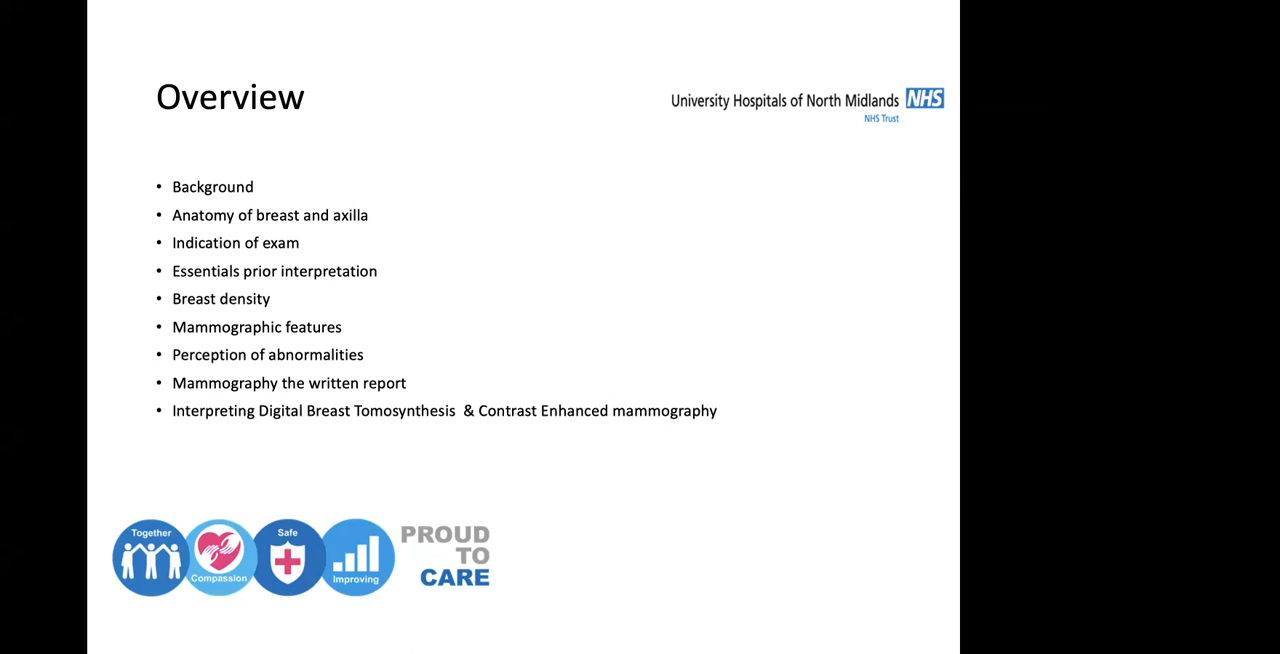 Overview
University Hospitals of North Midlands NHS
NHS Trust
• Background
• Anatomy of breast and axilla
• Indication of exam
• Essentials prior interpretation
• Breast density
• Mammographic features
• Perception of abnormalities
• Mammography the written report
• Interpreting Digital Breast Tomosynthesis & Contrast Enhanced mammography
Together
Compassion
Safe
Improving
PROUD
TO
CARE